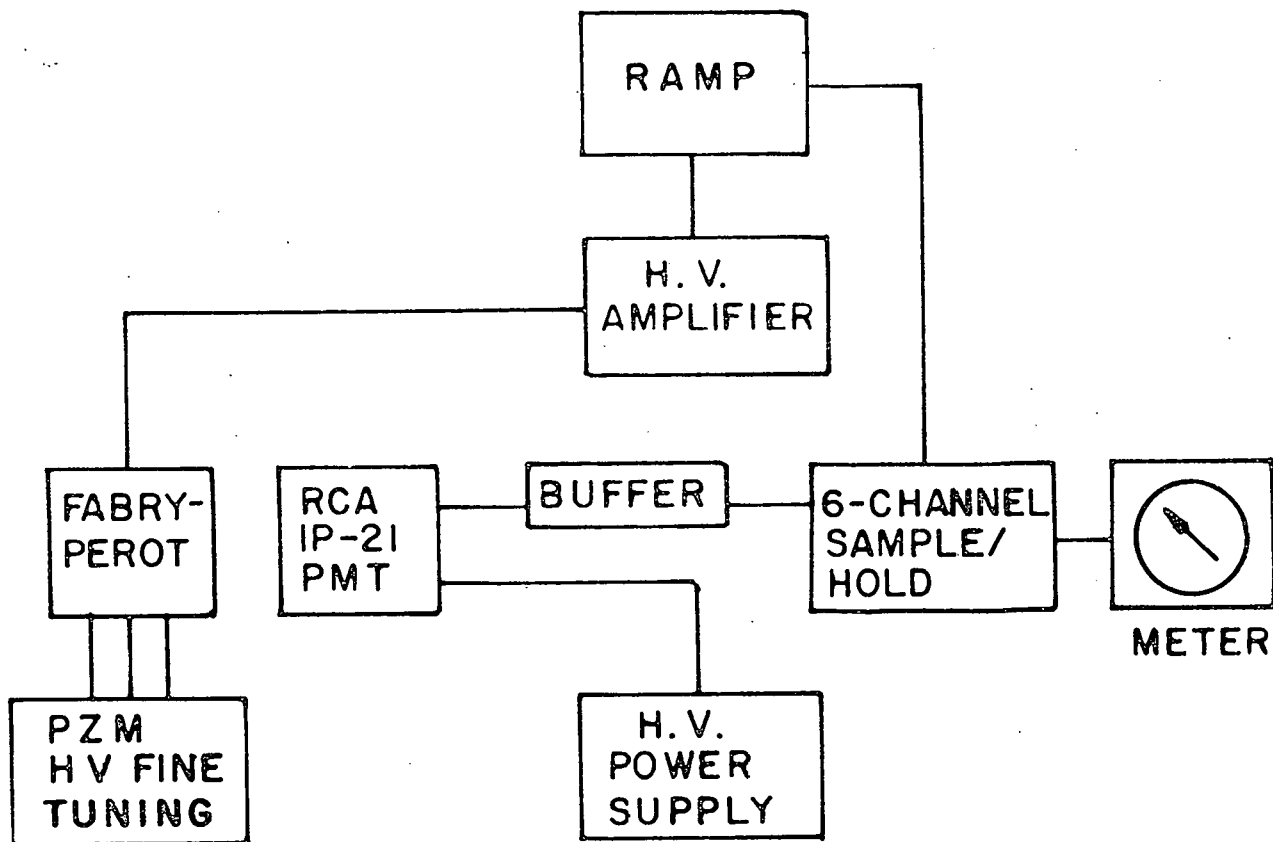 RAMP
H. V.
AMPLIFIER
FABRY-
PEROT
RCA
IP-21
PMT
BUFFER
6-CHANNEL
SAMPLE/
HOLD
METER
PZM
HV FINE
TUNING
H. V.
POWER
SUPPLY